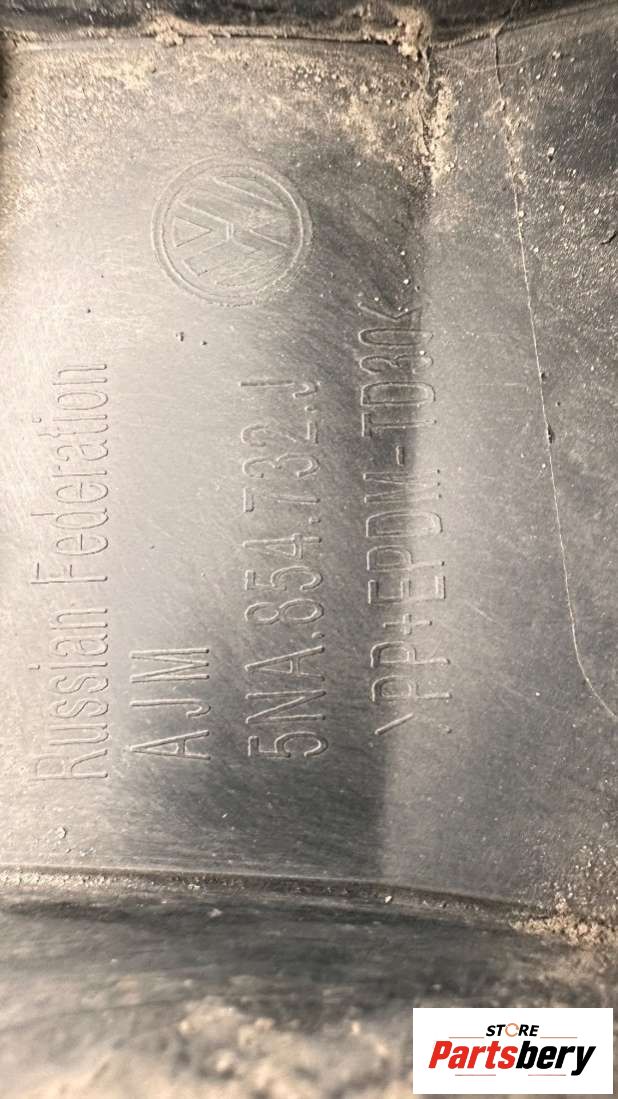 Russian Federation
AJM
5NA.854.732.J
>PP+EPDM-TD30<
STORE
Partsbery